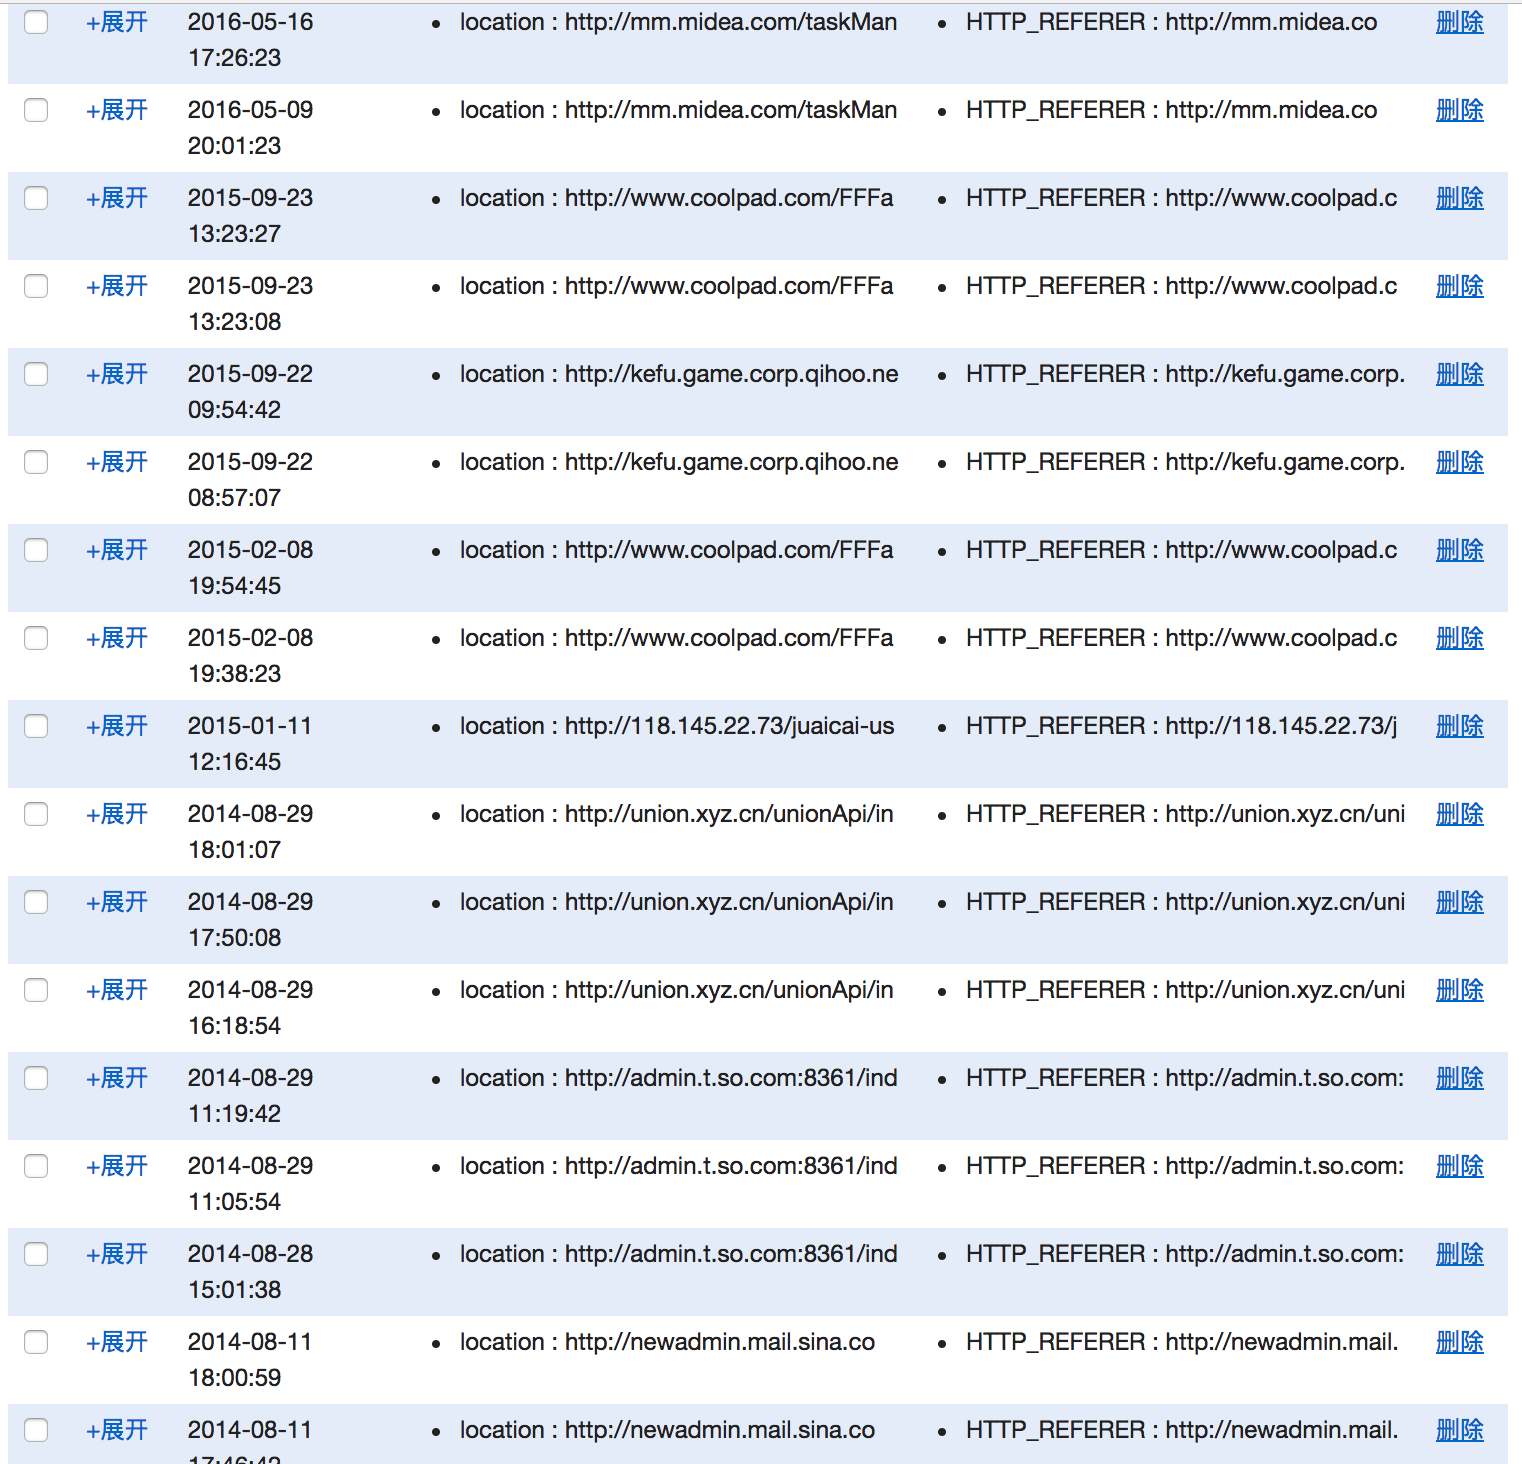 +展开 2016-05-16 • location : http://mm.midea.com/taskMan • HTTP_REFERER : http://mm.midea.co 删除
17:26:23
+展开 2016-05-09 • location : http://mm.midea.com/taskMan • HTTP_REFERER : http://mm.midea.co 删除
20:01:23
+展开 2015-09-23 • location : http://www.coolpad.com/FFFa • HTTP_REFERER : http://www.coolpad.c 删除
13:23:27
+展开 2015-09-23 • location : http://www.coolpad.com/FFFa • HTTP_REFERER : http://www.coolpad.c 删除
13:23:08
+展开 2015-09-22 • location : http://kefu.game.corp.qihoo.ne • HTTP_REFERER : http://kefu.game.corp. 删除
09:54:42
+展开 2015-09-22 • location : http://kefu.game.corp.qihoo.ne • HTTP_REFERER : http://kefu.game.corp. 删除
08:57:07
+展开 2015-02-08 • location : http://www.coolpad.com/FFFa • HTTP_REFERER : http://www.coolpad.c 删除
19:54:45
+展开 2015-02-08 • location : http://www.coolpad.com/FFFa • HTTP_REFERER : http://www.coolpad.c 删除
19:38:23
+展开 2015-01-11 • location : http://118.145.22.73/juaicai-us • HTTP_REFERER : http://118.145.22.73/j 删除
12:16:45
+展开 2014-08-29 • location : http://union.xyz.cn/unionApi/in • HTTP_REFERER : http://union.xyz.cn/uni 删除
18:01:07
+展开 2014-08-29 • location : http://union.xyz.cn/unionApi/in • HTTP_REFERER : http://union.xyz.cn/uni 删除
17:50:08
+展开 2014-08-29 • location : http://union.xyz.cn/unionApi/in • HTTP_REFERER : http://union.xyz.cn/uni 删除
16:18:54
+展开 2014-08-29 • location : http://admin.t.so.com:8361/ind • HTTP_REFERER : http://admin.t.so.com: 删除
11:19:42
+展开 2014-08-29 • location : http://admin.t.so.com:8361/ind • HTTP_REFERER : http://admin.t.so.com: 删除
11:05:54
+展开 2014-08-28 • location : http://admin.t.so.com:8361/ind • HTTP_REFERER : http://admin.t.so.com: 删除
15:01:38
+展开 2014-08-11 • location : http://newadmin.mail.sina.co • HTTP_REFERER : http://newadmin.mail. 删除
18:00:59
+展开 2014-08-11 • location : http://newadmin.mail.sina.co • HTTP_REFERER : http://newadmin.mail. 删除